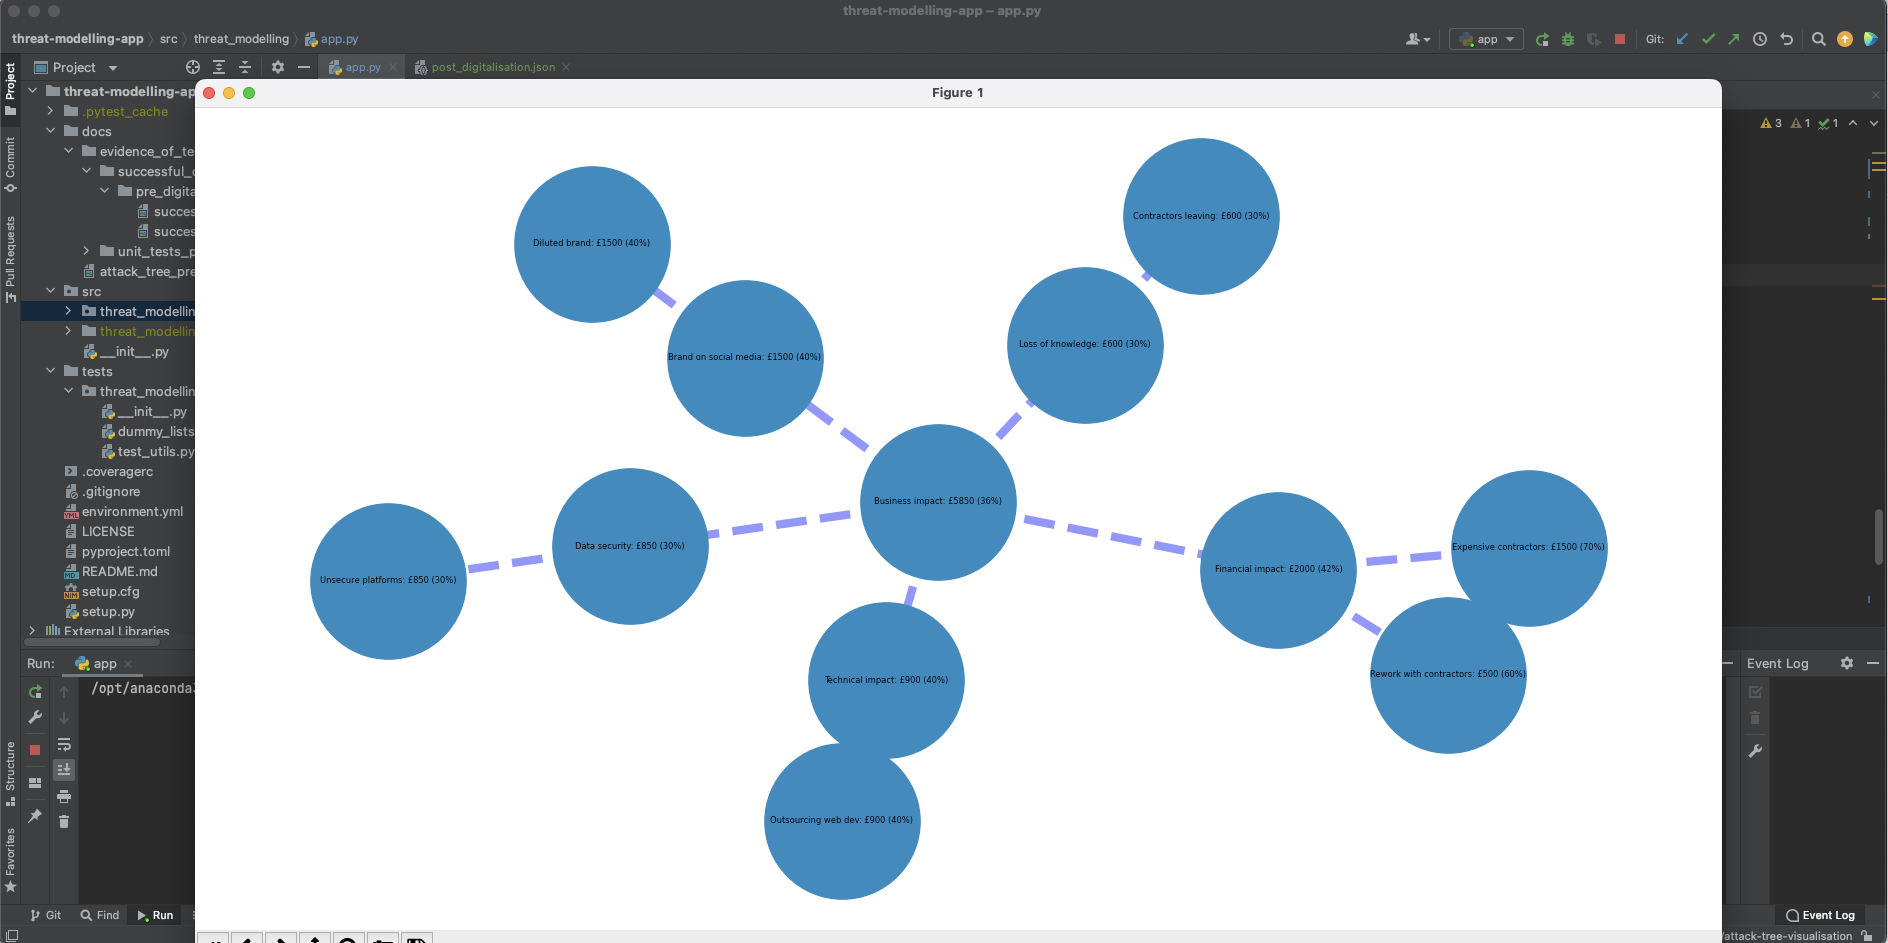 threat-modelling-app – app.py
threat-modelling-app
src
threat_modelling
app.py
app
Git:
Project
app.py
post_digitalisation.json
Project
Commit
Pull Requests
Structure
Favorites
threat-modelling-ap
.pytest_cache
docs
evidence_of_te
successful_
pre_digita
succes
succes
unit_tests_p
attack_tree_pre
src
threat_modellin
threat_modellin
__init__.py
tests
threat_modellin
__init__.py
dummy_lists
test_utils.py
.coveragerc
.gitignore
environment.yml
LICENSE
pyproject.toml
README.md
setup.cfg
setup.py
External Libraries
3
1
1
Figure 1
Contractors leaving: £600 (30%)
Diluted brand: £1500 (40%)
Loss of knowledge: £600 (30%)
Brand on social media: £1500 (40%)
Business impact: £5850 (36%)
Data security: £850 (30%)
Expensive contractors: £1500 (70%)
Financial impact: £2000 (42%)
Unsecure platforms: £850 (30%)
Rework with contractors: £500 (60%)
Technical impact: £900 (40%)
Outsourcing web dev: £900 (40%)
Run:
app
/opt/anaconda
Event Log
Git
Find
Run
Event Log
/attack-tree-visualisation